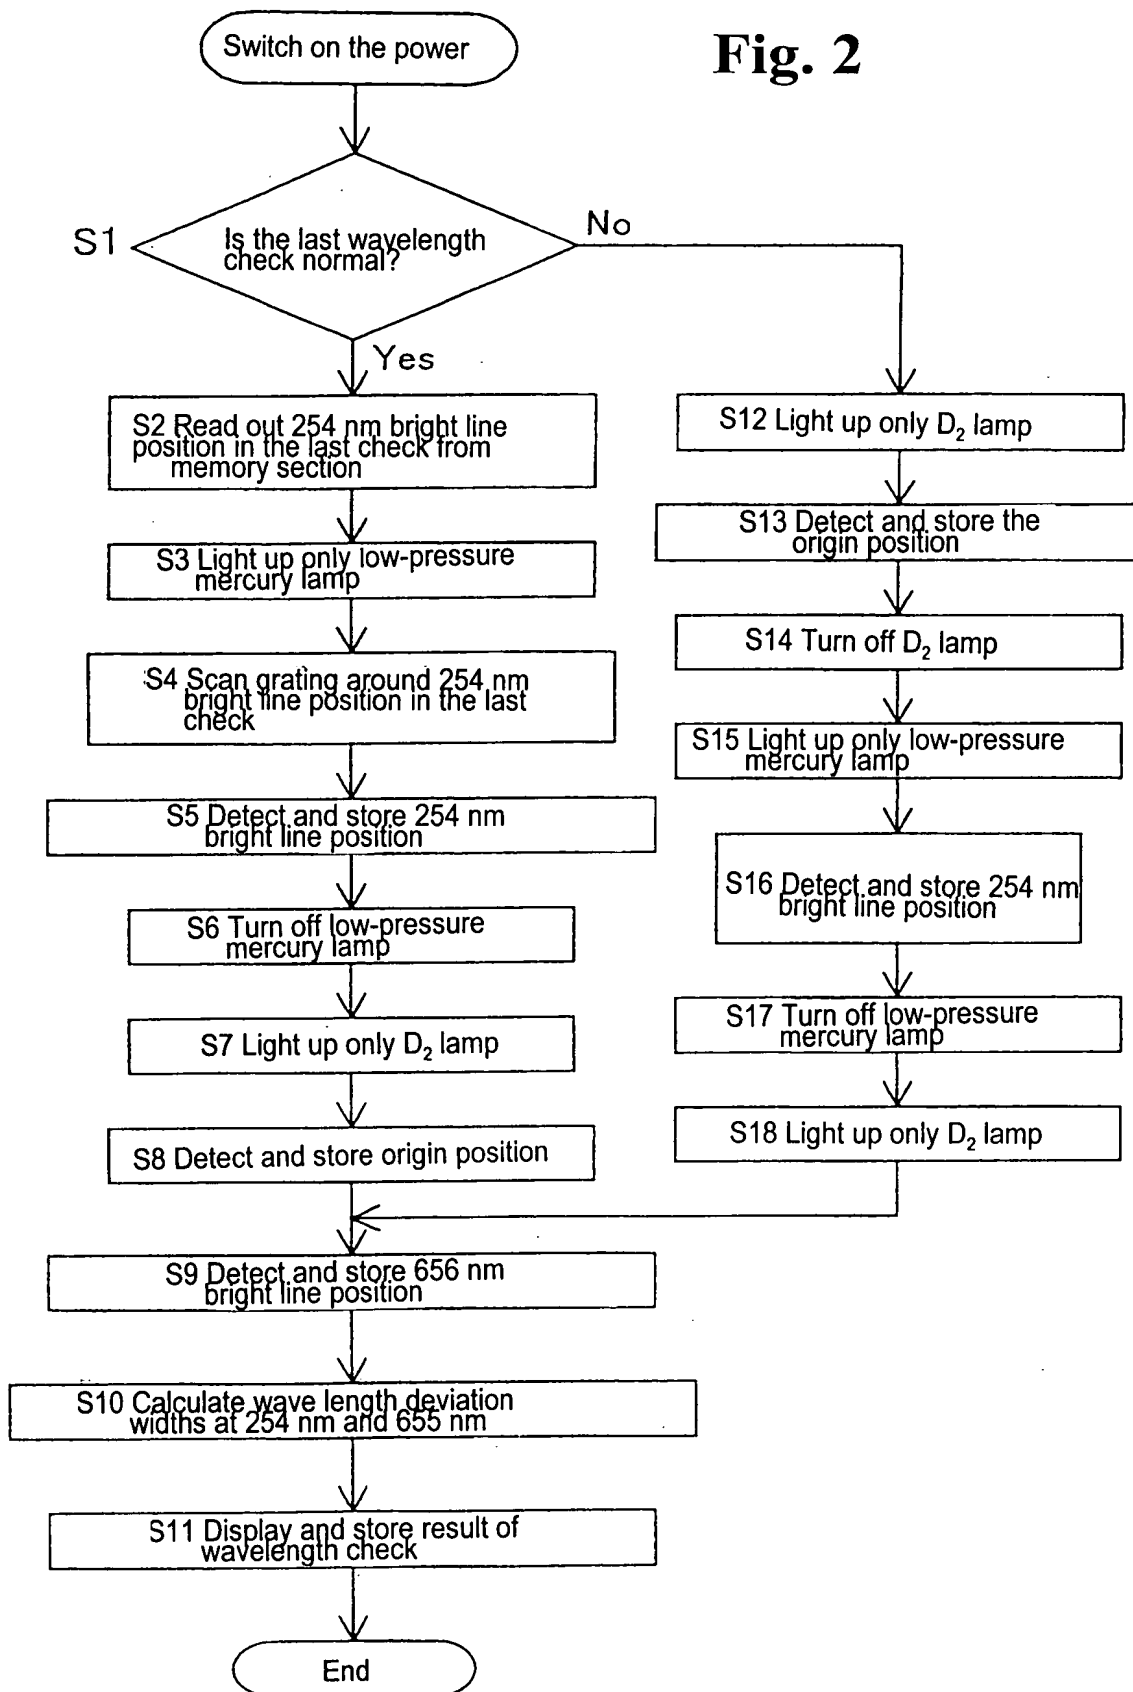 Fig. 2
Switch on the power
S1
Is the last wavelength
check normal?
No
Yes
S2 Read out 254 nm bright line
position in the last check from
memory section
S3 Light up only low-pressure
mercury lamp
S4 Scan grating around 254 nm
bright line position in the last
check
S5 Detect and store 254 nm
bright line position
S6 Turn off low-pressure
mercury lamp
S7 Light up only D₂ lamp
S8 Detect and store origin position
S12 Light up only D₂ lamp
S13 Detect and store the
origin position
S14 Turn off D₂ lamp
S15 Light up only low-pressure
mercury lamp
S16 Detect and store 254 nm
bright line position
S17 Turn off low-pressure
mercury lamp
S18 Light up only D₂ lamp
S9 Detect and store 656 nm
bright line position
S10 Calculate wave length deviation
widths at 254 nm and 655 nm
S11 Display and store result of
wavelength check
End